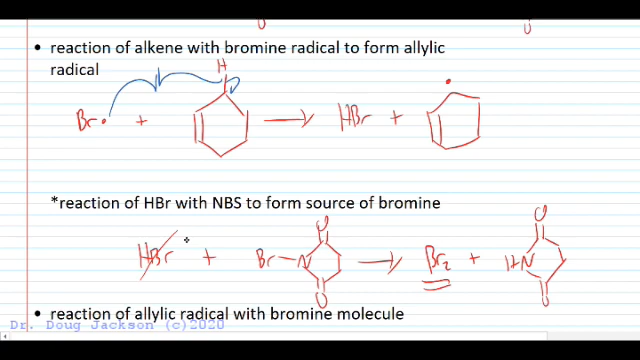 • reaction of alkene with bromine radical to form allylic
radical
H
Br• + → HBr +
*reaction of HBr with NBS to form source of bromine
O O
HBr + Br—N → Br₂ + HN
O O
• reaction of allylic radical with bromine molecule
Dr. Doug Jackson (c)2020